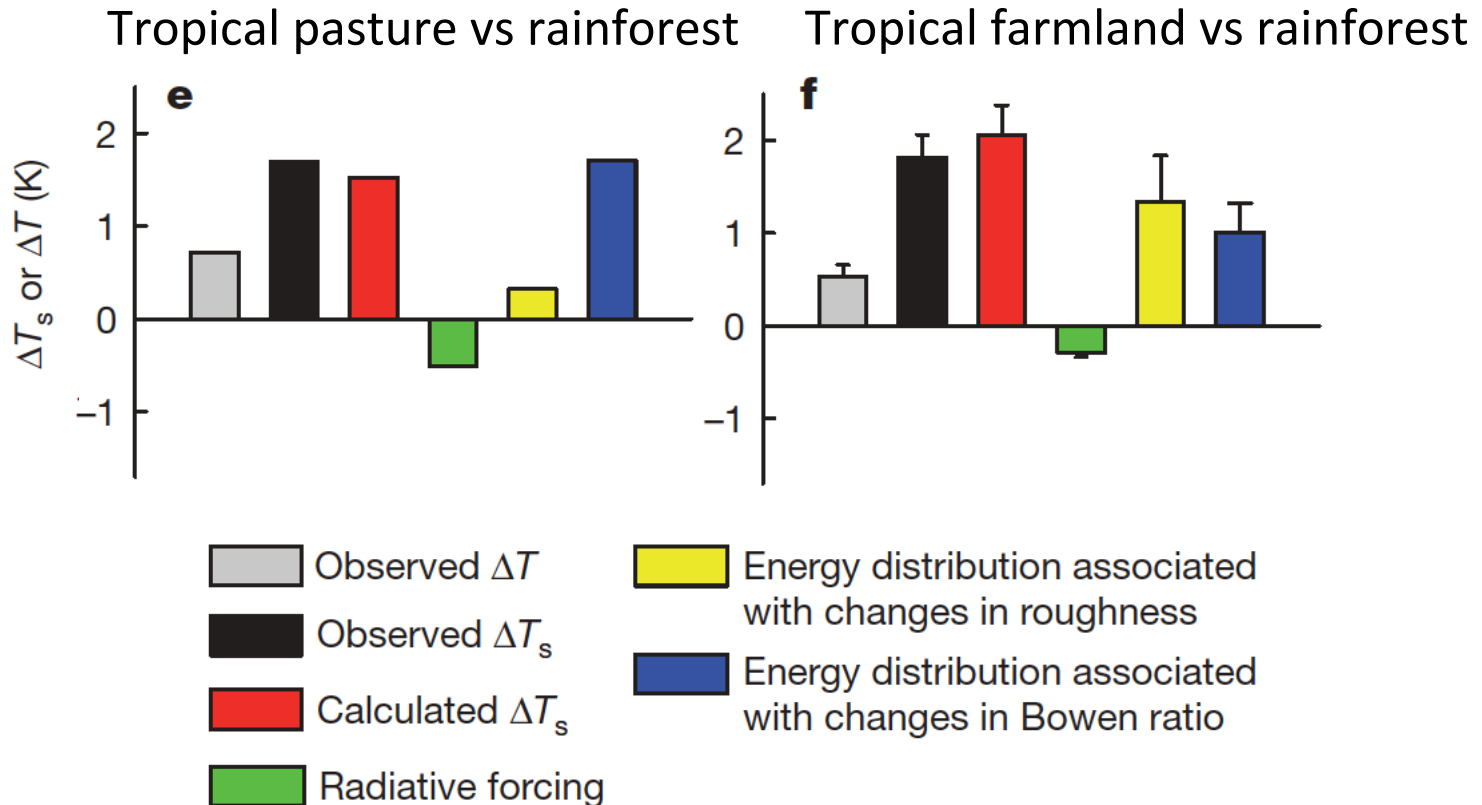 Tropical pasture vs rainforest
Tropical farmland vs rainforest
e
f
ΔTs or ΔT (K)
2
1
0
−1
2
1
0
−1
Observed ΔT
Observed ΔTs
Calculated ΔTs
Radiative forcing
Energy distribution associated
with changes in roughness
Energy distribution associated
with changes in Bowen ratio